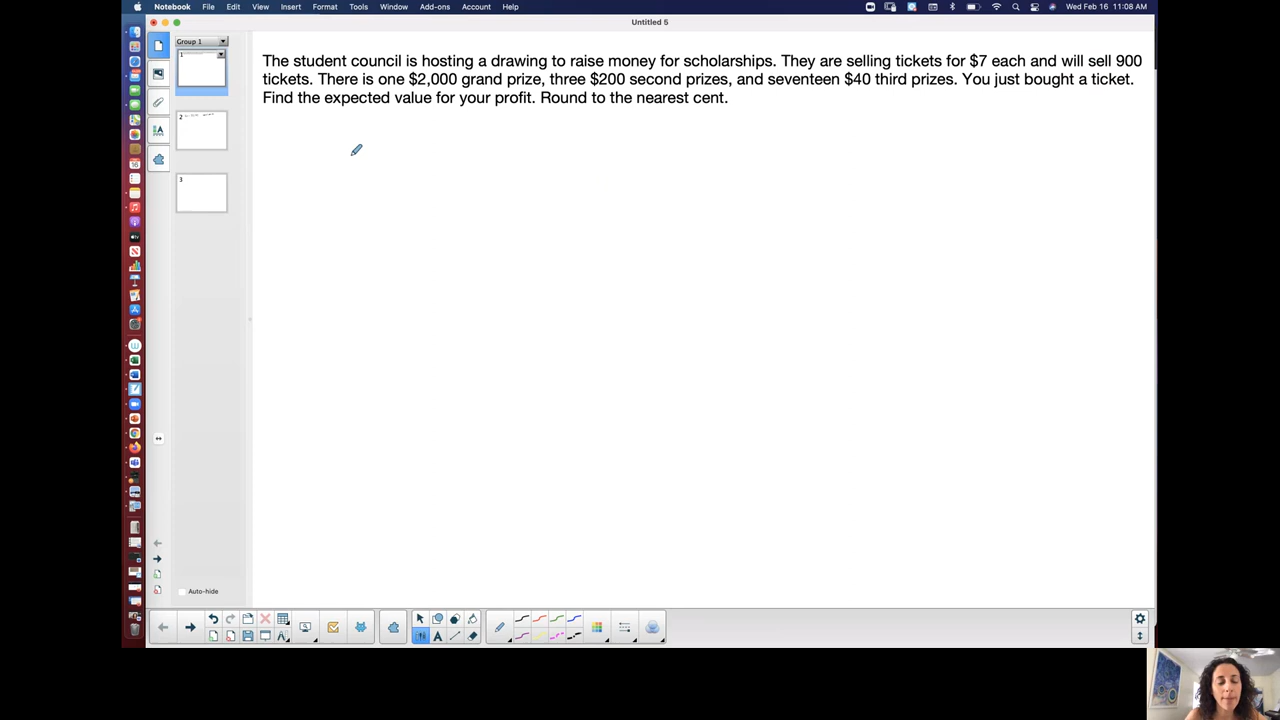 Notebook File Edit View Insert Format Tools Window Add-ons Account Help Wed Feb 16 11:08 AM
Untitled 5
Group 1
1
2
3
The student council is hosting a drawing to raise money for scholarships. They are selling tickets for $7 each and will sell 900
tickets. There is one $2,000 grand prize, three $200 second prizes, and seventeen $40 third prizes. You just bought a ticket.
Find the expected value for your profit. Round to the nearest cent.
Auto-hide